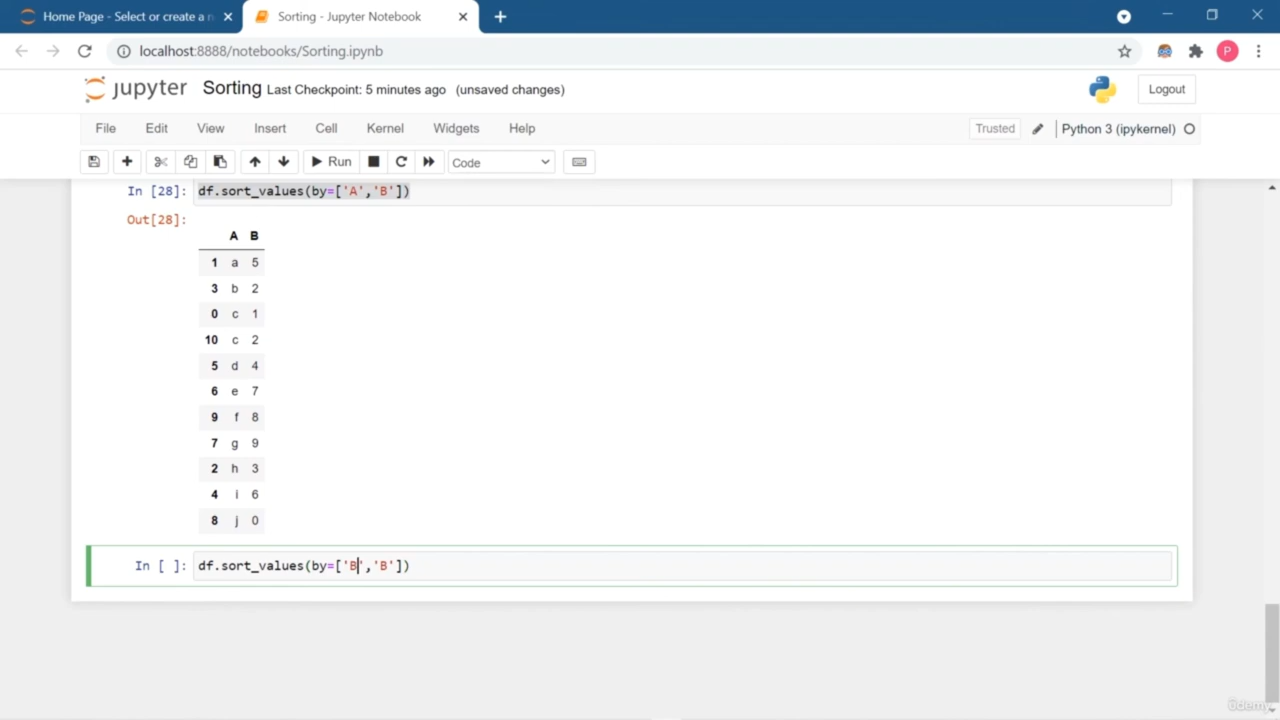 Home Page - Select or create a n
Sorting - Jupyter Notebook
localhost:8888/notebooks/Sorting.ipynb
P
jupyter Sorting Last Checkpoint: 5 minutes ago (unsaved changes)
Logout
File Edit View Insert Cell Kernel Widgets Help
Trusted Python 3 (ipykernel)
Run Code
In [28]: df.sort_values(by=['A','B'])
Out[28]:
A B
1 a 5
3 b 2
0 c 1
10 c 2
5 d 4
6 e 7
9 f 8
7 g 9
2 h 3
4 i 6
8 j 0
In [ ]: df.sort_values(by=['B','B'])
ûdemy